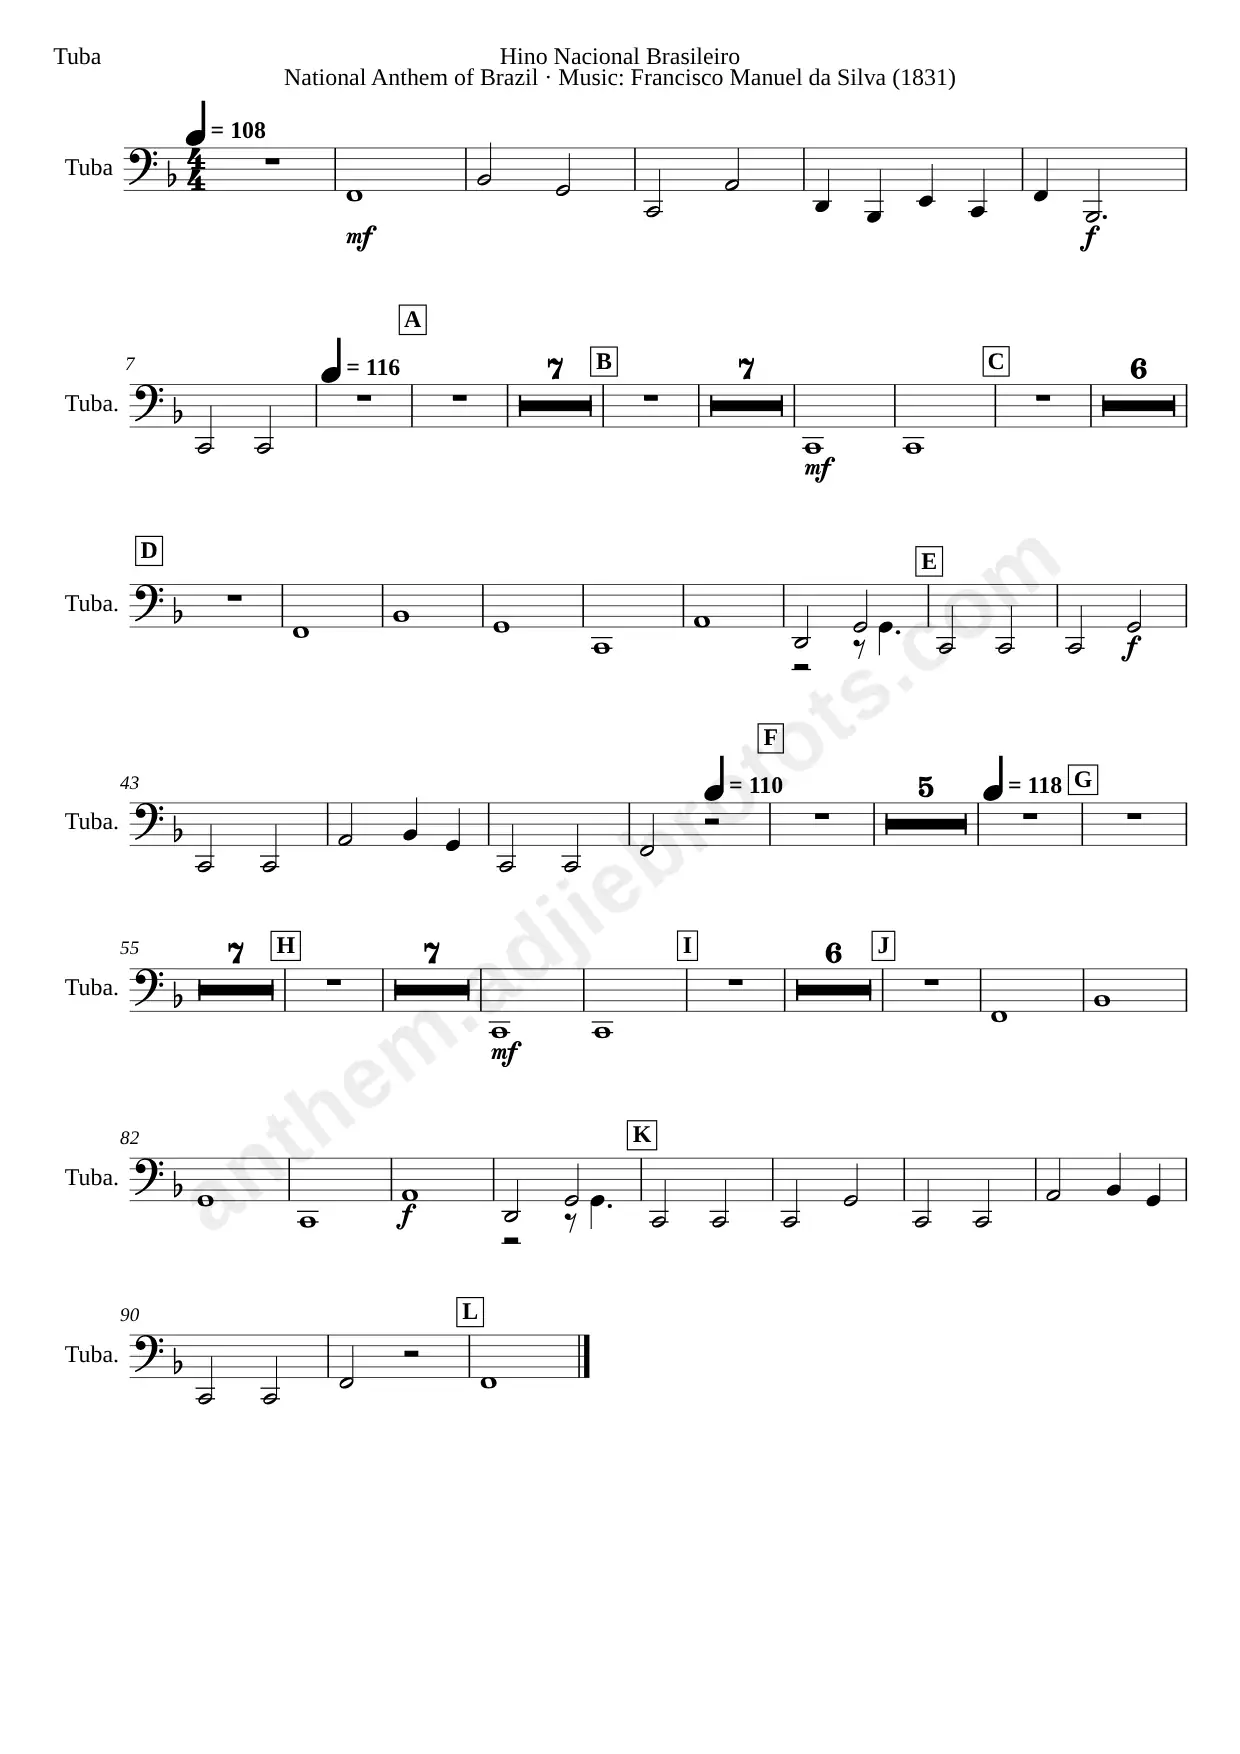 Tuba
Hino Nacional Brasileiro
National Anthem of Brazil · Music: Francisco Manuel da Silva (1831)
= 108
Tuba
4
4
mf
f
A
7
= 116
7
B
7
C
6
Tuba.
mf
D
E
Tuba.
f
F
43
= 110
5
= 118
G
Tuba.
55
7
H
7
I
6
J
Tuba.
mf
82
K
Tuba.
f
90
L
Tuba.
anthem.adjiebrotots.com